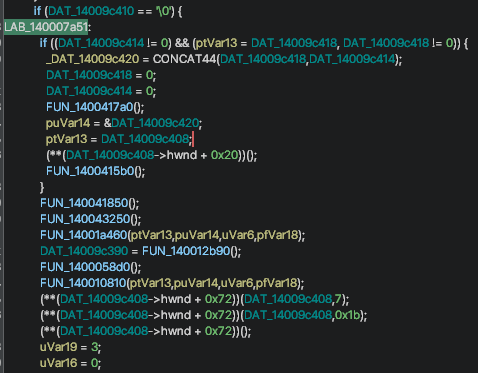 if (DAT_14009c410 == '\0') {
LAB_140007a51:
if ((DAT_14009c414 != 0) && (ptVar13 = DAT_14009c418, DAT_14009c418 != 0)) {
_DAT_14009c420 = CONCAT44(DAT_14009c418,DAT_14009c414);
DAT_14009c418 = 0;
DAT_14009c414 = 0;
FUN_1400417a0();
puVar14 = &DAT_14009c420;
ptVar13 = DAT_14009c408;
(**(DAT_14009c408->hwnd + 0x20))();
FUN_1400415b0();
}
FUN_140041850();
FUN_140043250();
FUN_14001a460(ptVar13,puVar14,uVar6,pfVar18);
DAT_14009c390 = FUN_140012b90();
FUN_1400058d0();
FUN_140010810(ptVar13,puVar14,uVar6,pfVar18);
(**(DAT_14009c408->hwnd + 0x72))(DAT_14009c408,7);
(**(DAT_14009c408->hwnd + 0x72))(DAT_14009c408,0x1b);
(**(DAT_14009c408->hwnd + 0x72))();
uVar19 = 3;
uVar16 = 0;